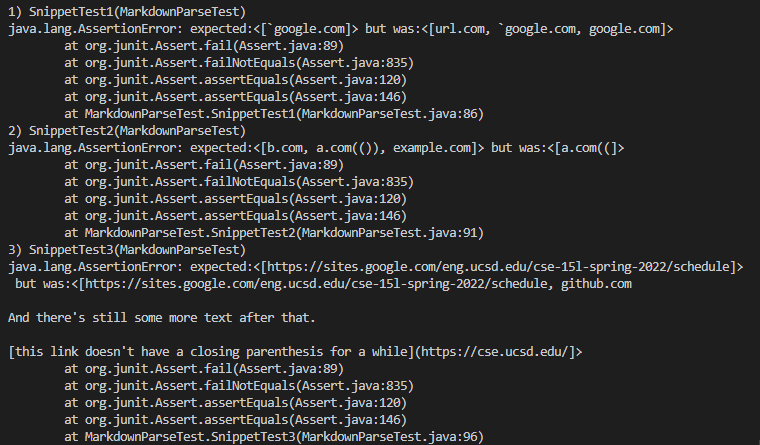 1) SnippetTest1(MarkdownParseTest)
java.lang.AssertionError: expected:<[`google.com]> but was:<[url.com, `google.com, google.com]>
        at org.junit.Assert.fail(Assert.java:89)
        at org.junit.Assert.failNotEquals(Assert.java:835)
        at org.junit.Assert.assertEquals(Assert.java:120)
        at org.junit.Assert.assertEquals(Assert.java:146)
        at MarkdownParseTest.SnippetTest1(MarkdownParseTest.java:86)
2) SnippetTest2(MarkdownParseTest)
java.lang.AssertionError: expected:<[b.com, a.com(()), example.com]> but was:<[a.com((]>
        at org.junit.Assert.fail(Assert.java:89)
        at org.junit.Assert.failNotEquals(Assert.java:835)
        at org.junit.Assert.assertEquals(Assert.java:120)
        at org.junit.Assert.assertEquals(Assert.java:146)
        at MarkdownParseTest.SnippetTest2(MarkdownParseTest.java:91)
3) SnippetTest3(MarkdownParseTest)
java.lang.AssertionError: expected:<[https://sites.google.com/eng.ucsd.edu/cse-15l-spring-2022/schedule]>
 but was:<[https://sites.google.com/eng.ucsd.edu/cse-15l-spring-2022/schedule, github.com

And there's still some more text after that.

[this link doesn't have a closing parenthesis for a while](https://cse.ucsd.edu/]>
        at org.junit.Assert.fail(Assert.java:89)
        at org.junit.Assert.failNotEquals(Assert.java:835)
        at org.junit.Assert.assertEquals(Assert.java:120)
        at org.junit.Assert.assertEquals(Assert.java:146)
        at MarkdownParseTest.SnippetTest3(MarkdownParseTest.java:96)